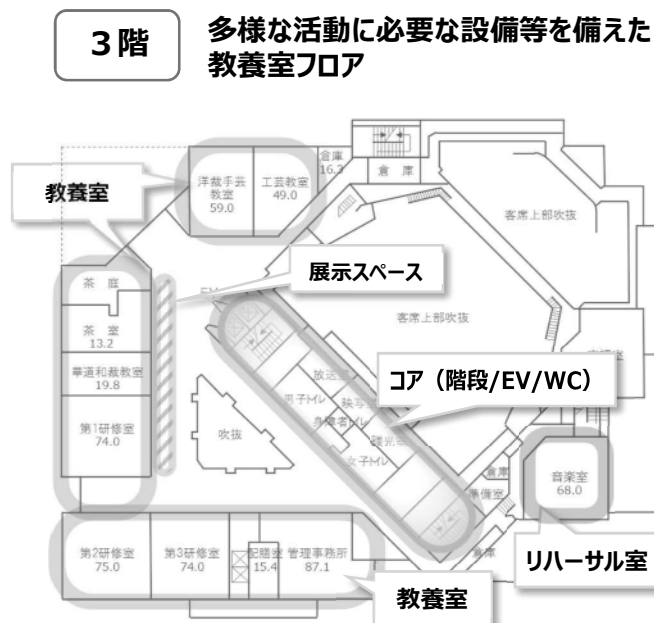 3階
多様な活動に必要な設備等を備えた
教養室フロア
教養室
洋裁手芸
教室
59.0
工芸教室
49.0
倉庫
16.3
倉庫
客席上部吹抜
展示スペース
茶庭
茶室
13.2
華道和裁教室
19.8
第1研修室
74.0
吹抜
客席上部吹抜
コア（階段/EV/WC）
放送室
男子トイレ
映写室
身障者トイレ
女子トイレ
倉庫
準備室
音楽室
68.0
リハーサル室
倉庫
第2研修室
75.0
第3研修室
74.0
配膳室
15.4
管理事務所
87.1
教養室